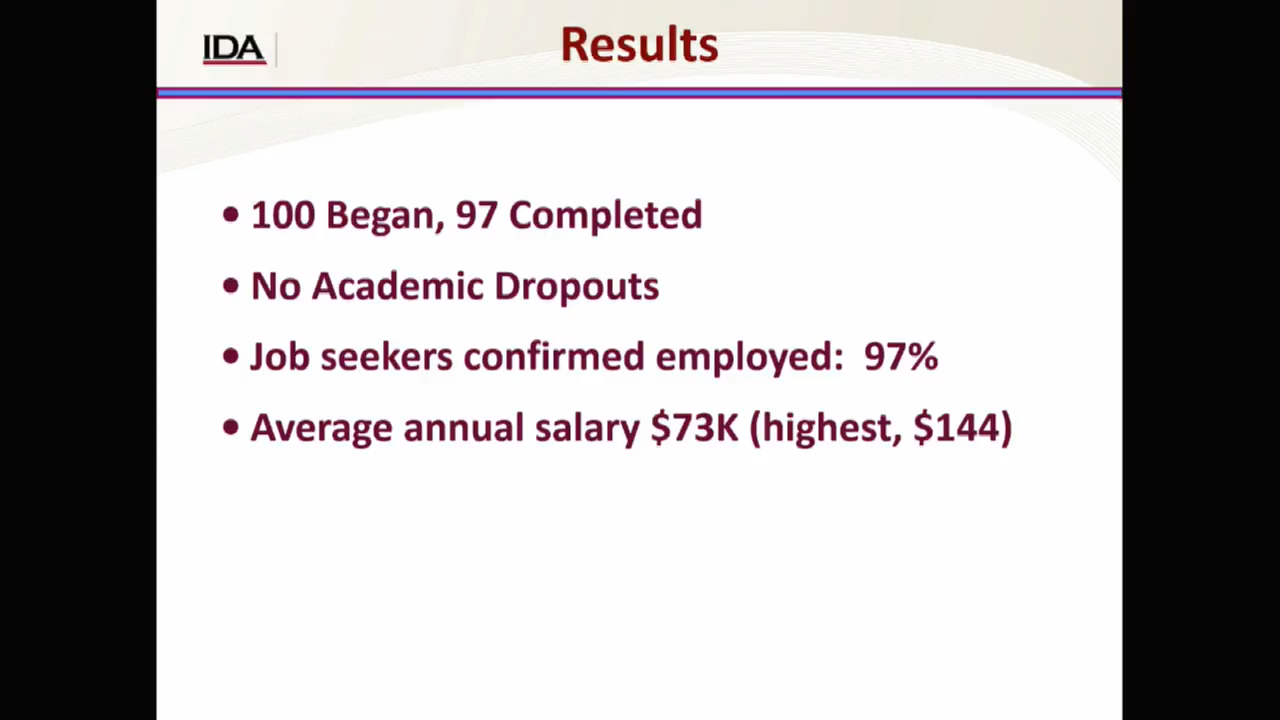 IDA
Results
• 100 Began, 97 Completed
• No Academic Dropouts
• Job seekers confirmed employed: 97%
• Average annual salary $73K (highest, $144)